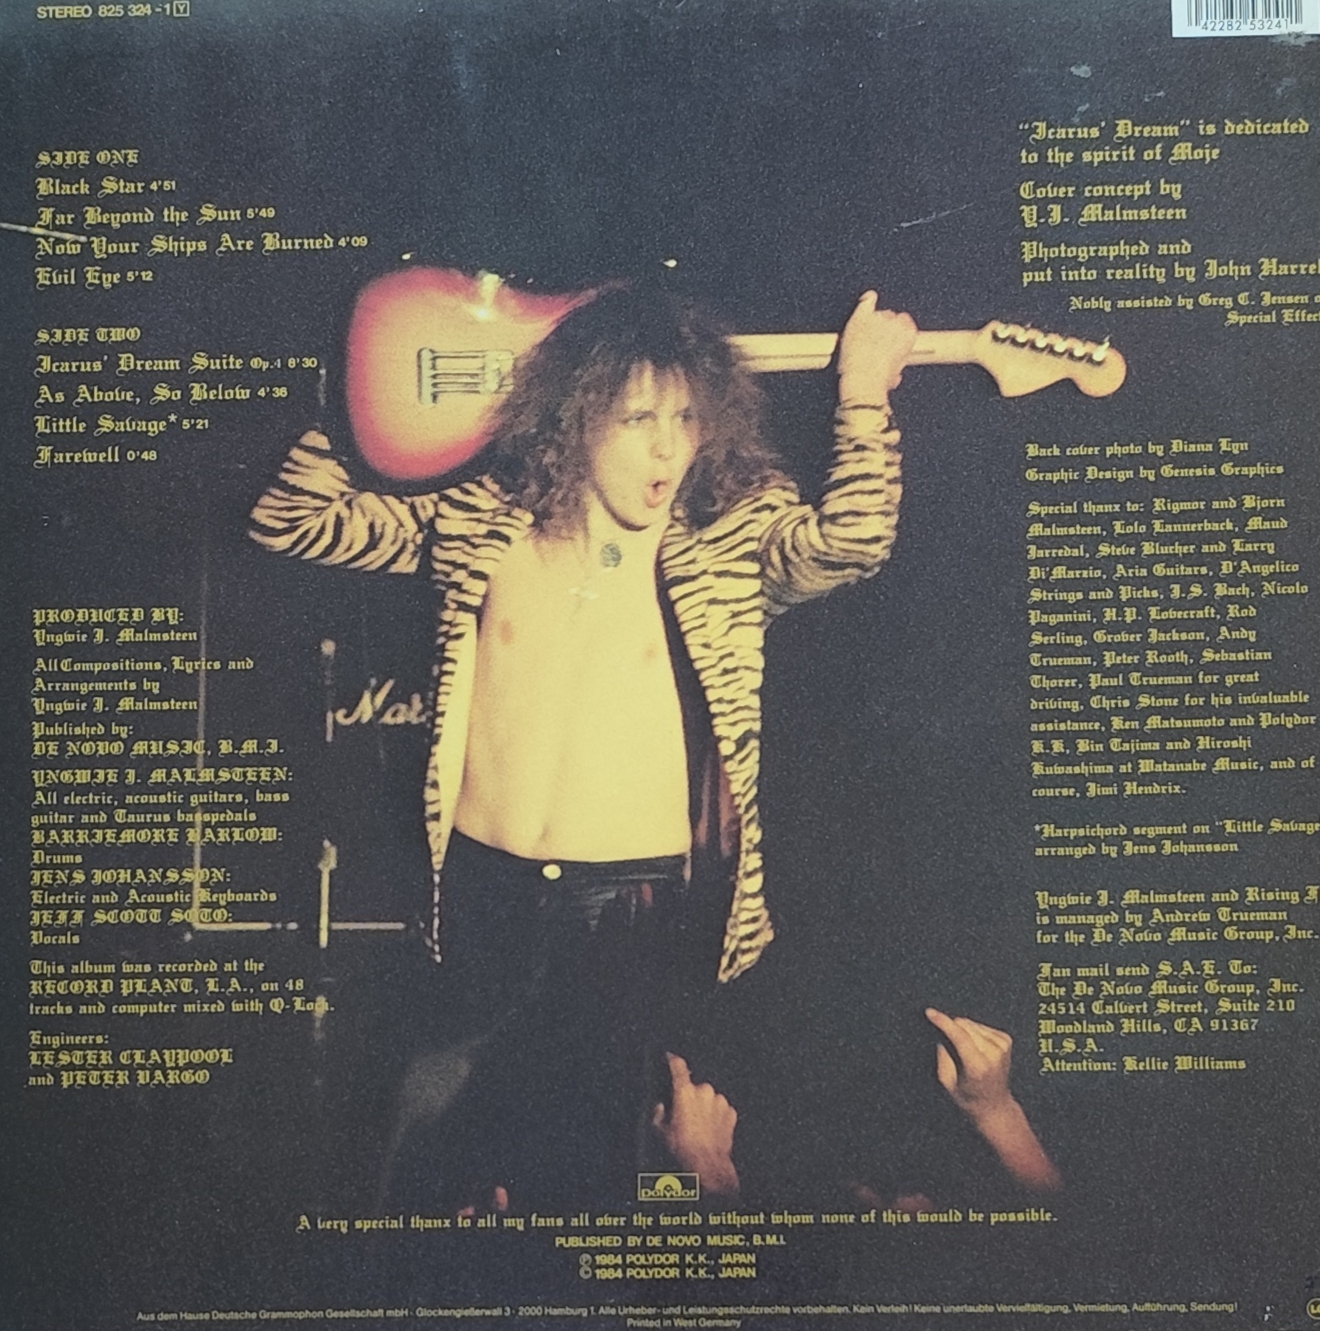 STEREO 825 324-1 Y
42282 53241
SIDE ONE
Black Star 4'51
Far Beyond the Sun 5'49
Now Your Ships Are Burned 4'09
Evil Eye 5'12
SIDE TWO
Icarus' Dream Suite Op.4 8'30
As Above, So Below 4'36
Little Savage* 5'21
Farewell 0'48
PRODUCED BY:
Yngwie J. Malmsteen
All Compositions, Lyrics and
Arrangements by
Yngwie J. Malmsteen
Published by:
DE NOVO MUSIC, B.M.I.
YNGWIE J. MALMSTEEN:
All electric, acoustic guitars, bass
guitar and Taurus basspedals
BARRIEMORE BARLOW:
Drums
JENS JOHANSSON:
Electric and Acoustic Keyboards
JEFF SCOTT SOTO:
Vocals
This album was recorded at the
RECORD PLANT, L.A., on 48
tracks and computer mixed with Q-Lock.
Engineers:
LESTER CLAYPOOL
and PETER VARGO
"Icarus' Dream" is dedicated
to the spirit of Moje
Cover concept by
Y.J. Malmsteen
Photographed and
put into reality by John Harrel
Nobly assisted by Greg C. Jensen o
Special Effec
Back cover photo by Diana Lyn
Graphic Design by Genesis Graphics
Special thanx to: Rigmor and Bjorn
Malmsteen, Lolo Lannerback, Maud
Jarredal, Steve Blucher and Larry
Di'Marzio, Aria Guitars, D'Angelico
Strings and Picks, J.S. Bach, Nicolo
Paganini, H.P. Lovecraft, Rod
Serling, Grover Jackson, Andy
Trueman, Peter Rooth, Sebastian
Thorer, Paul Trueman for great
driving, Chris Stone for his invaluable
assistance, Ken Matsumoto and Polydor
K.K, Bin Tajima and Hiroshi
Kuwashima at Watanabe Music, and of
course, Jimi Hendrix.
*Harpsichord segment on "Little Savage
arranged by Jens Johansson
Yngwie J. Malmsteen and Rising F
is managed by Andrew Trueman
for the De Novo Music Group, Inc.
Fan mail send S.A.E. To:
The De Novo Music Group, Inc.
24514 Calvert Street, Suite 210
Woodland Hills, CA 91367
U.S.A.
Attention: Kellie Williams
Polydor
A very special thanx to all my fans all over the world without whom none of this would be possible.
PUBLISHED BY DE NOVO MUSIC, B.M.I.
℗ 1984 POLYDOR K.K., JAPAN
© 1984 POLYDOR K.K., JAPAN
Aus dem Hause Deutsche Grammophon Gesellschaft mbH · Glockengießerwall 3 · 2000 Hamburg 1. Alle Urheber- und Leistungsschutzrechte vorbehalten. Kein Verleih! Keine unerlaubte Vervielfältigung, Vermietung, Aufführung, Sendung!
Printed in West Germany